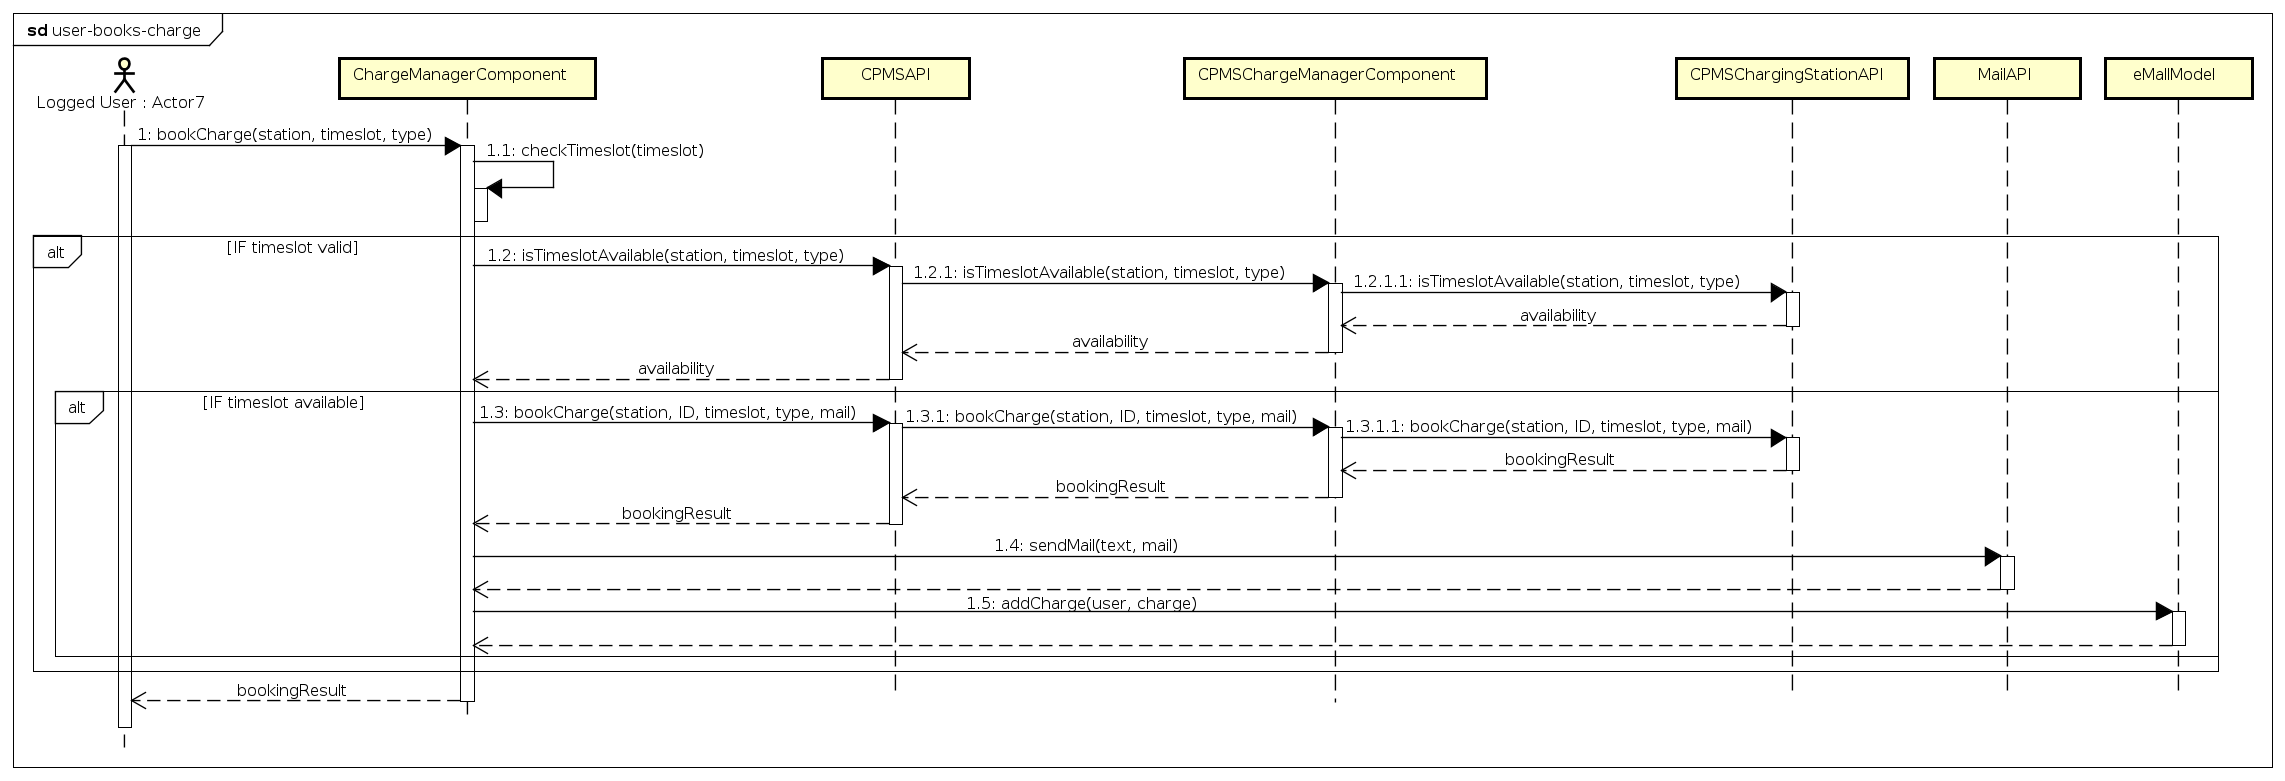 sd user-books-charge
Logged User : Actor7
ChargeManagerComponent
CPMSAPI
CPMSChargeManagerComponent
CPMSChargingStationAPI
MailAPI
eMallModel
1: bookCharge(station, timeslot, type)
1.1: checkTimeslot(timeslot)
alt
[IF timeslot valid]
1.2: isTimeslotAvailable(station, timeslot, type)
1.2.1: isTimeslotAvailable(station, timeslot, type)
1.2.1.1: isTimeslotAvailable(station, timeslot, type)
availability
availability
availability
alt
[IF timeslot available]
1.3: bookCharge(station, ID, timeslot, type, mail)
1.3.1: bookCharge(station, ID, timeslot, type, mail)
1.3.1.1: bookCharge(station, ID, timeslot, type, mail)
bookingResult
bookingResult
bookingResult
1.4: sendMail(text, mail)
1.5: addCharge(user, charge)
bookingResult